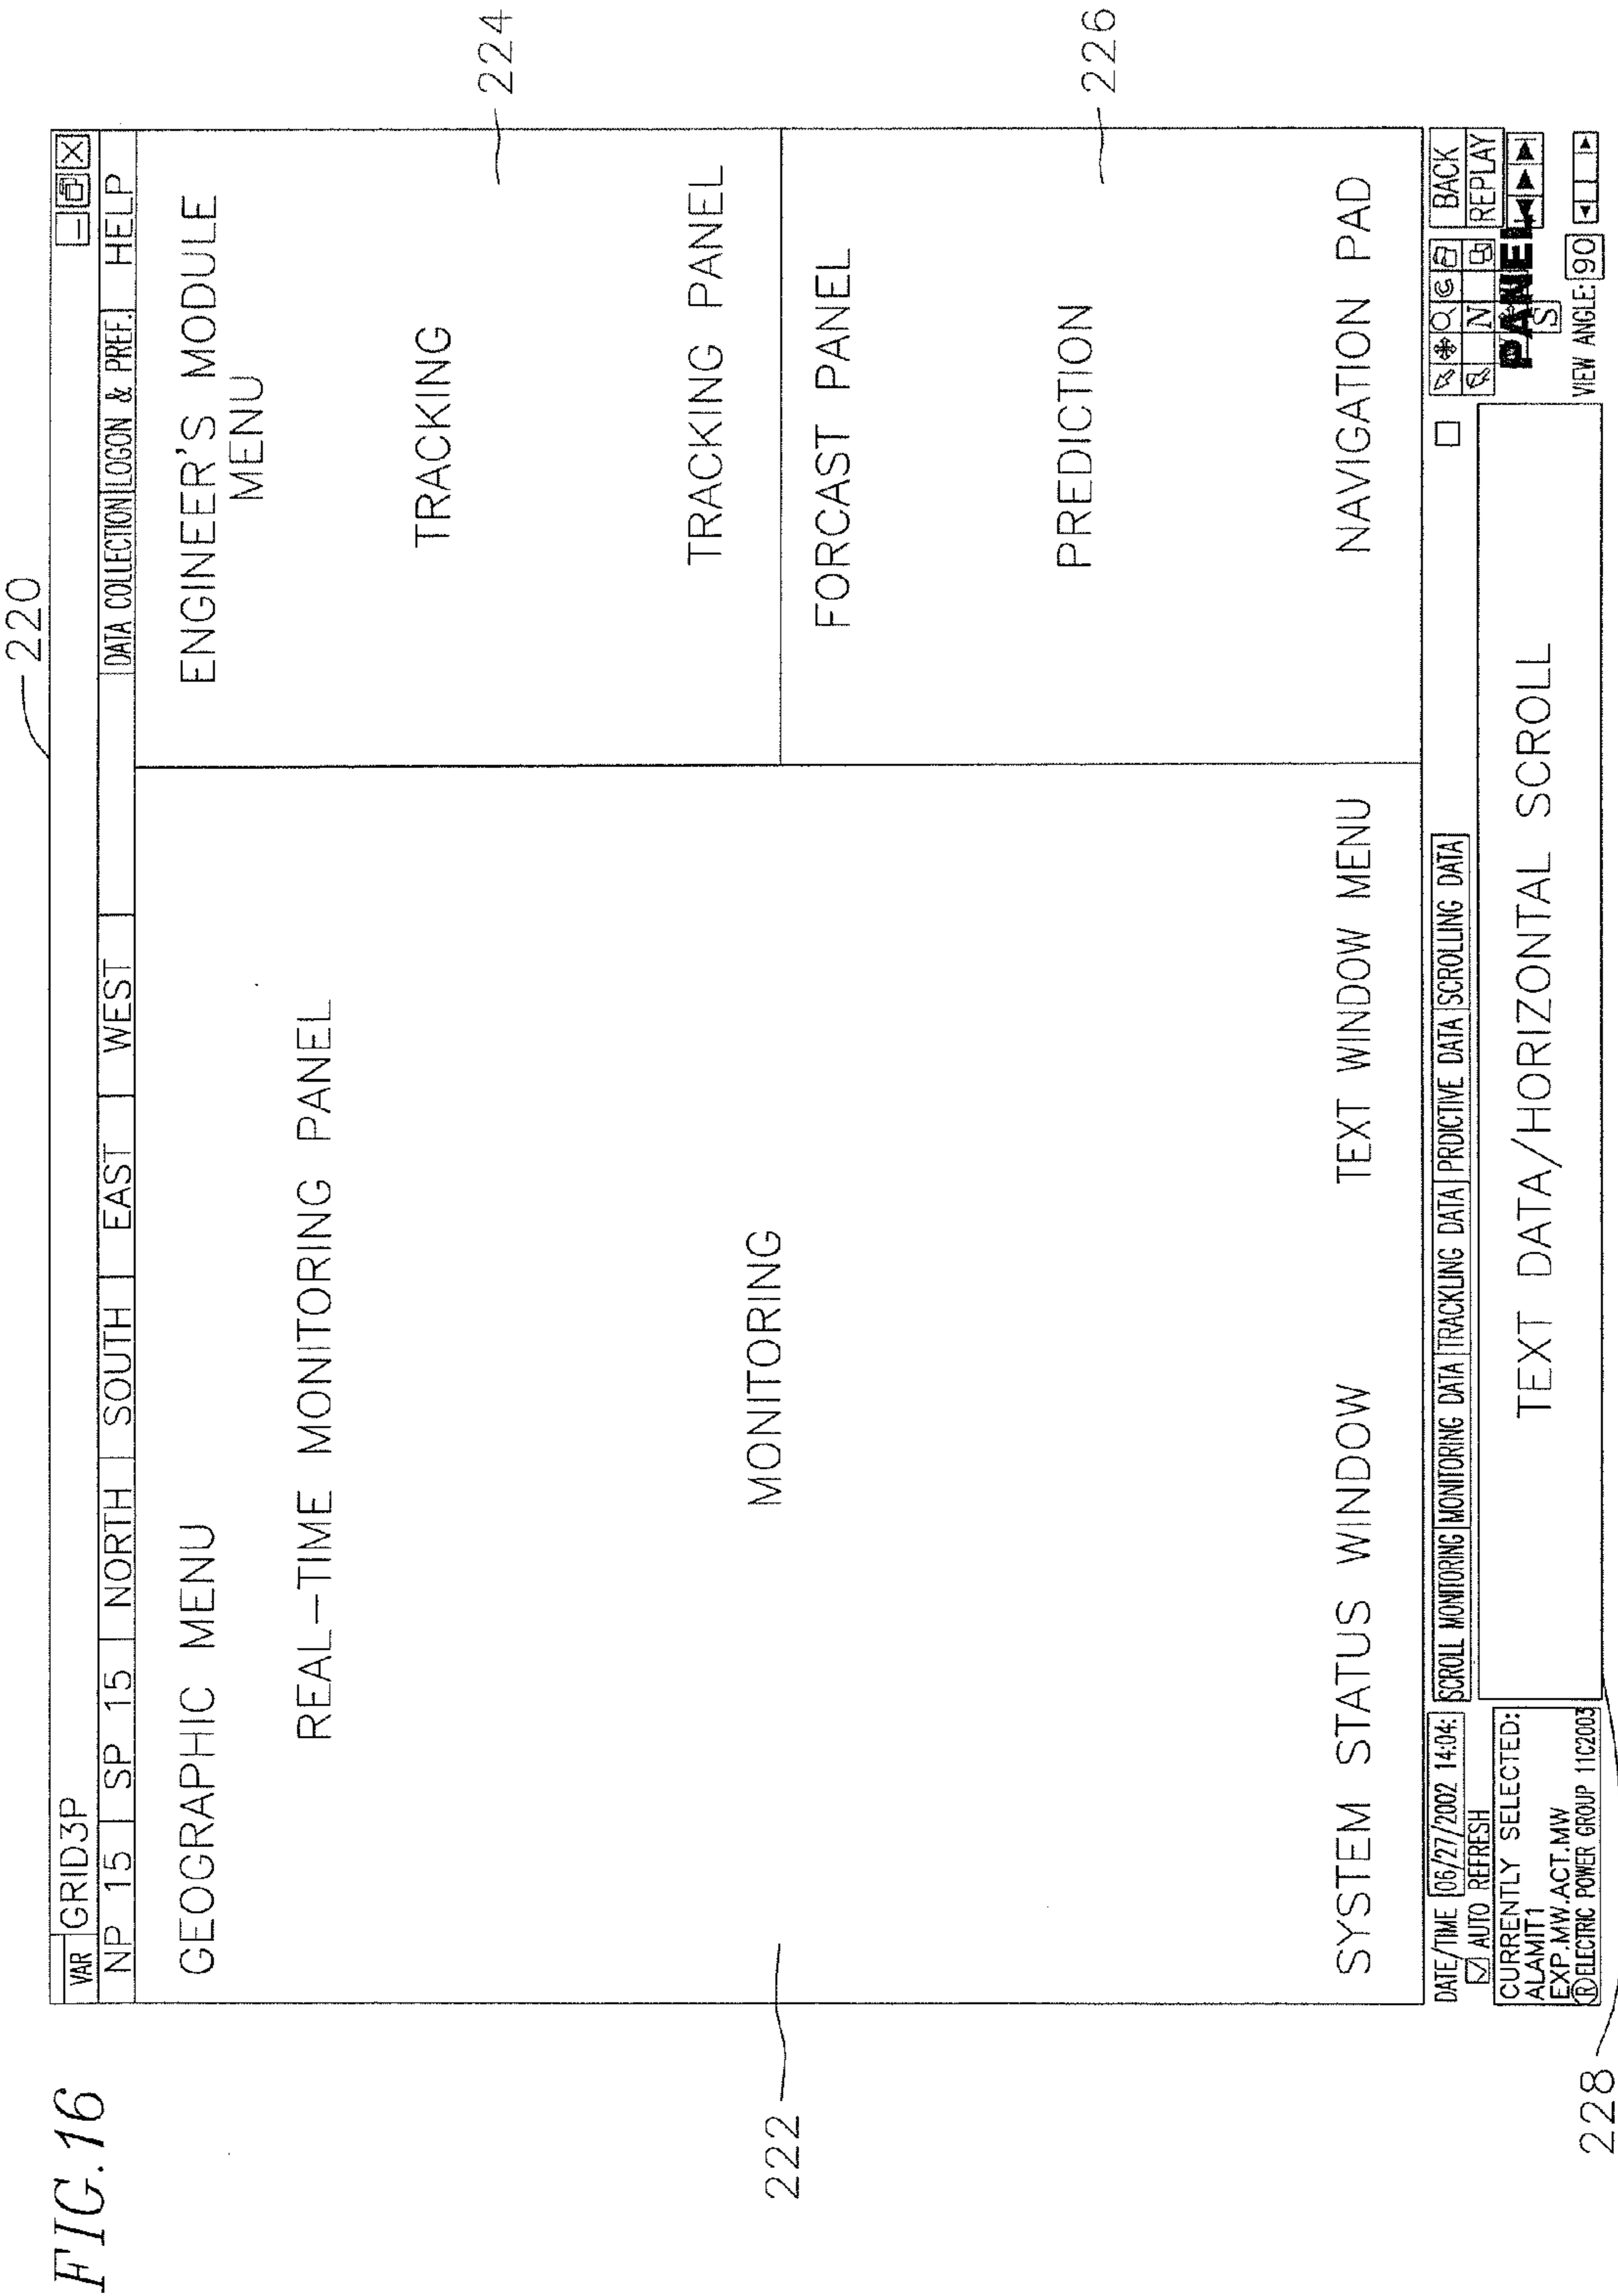 FIG.16
220
VAR GRID3P
NP 15 SP 15 NORTH SOUTH EAST WEST DATA COLLECTION LOGON & PREF. HELP
GEOGRAPHIC MENU
ENGINEER'S MODULE
MENU
REAL-TIME MONITORING PANEL
TRACKING
224
TRACKING PANEL
222
MONITORING
FORCAST PANEL
PREDICTION
226
SYSTEM STATUS WINDOW
TEXT WINDOW MENU
NAVIGATION PAD
DATE/TIME 06/27/2002 14:04:
SCROLL MONITORING MONITORING DATA TRACKLING DATA PRDICTIVE DATA SCROLLING DATA
BACK
AUTO REFRESH
N
REPLAY
CURRENTLY SELECTED:
ALAMIT1
EXP.MW.ACT.MW
®ELECTRIC POWER GROUP 11C2003
TEXT DATA/HORIZONTAL SCROLL
PANEL
S
VIEW ANGLE: 90
228